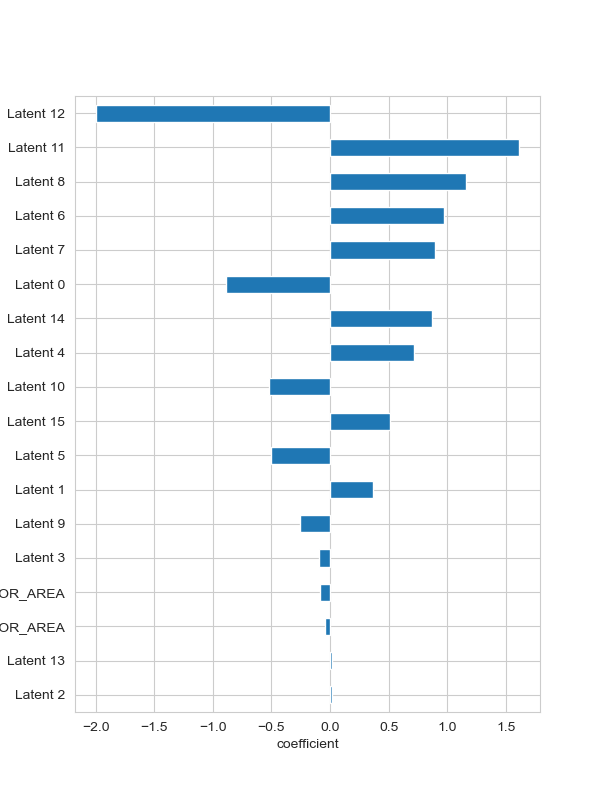 Latent 12
Latent 11
Latent 8
Latent 6
Latent 7
Latent 0
Latent 14
Latent 4
Latent 10
Latent 15
Latent 5
Latent 1
Latent 9
Latent 3
OR_AREA
OR_AREA
Latent 13
Latent 2
−2.0 −1.5 −1.0 −0.5 0.0 0.5 1.0 1.5
coefficient